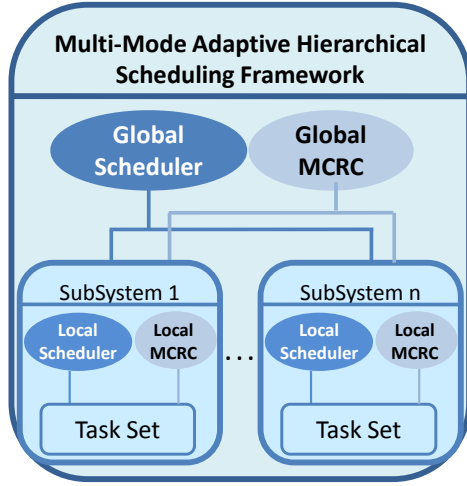 Multi-Mode Adaptive Hierarchical
Scheduling Framework
Global
Scheduler
Global
MCRC
SubSystem 1
Local
Scheduler
Local
MCRC
Task Set
...
SubSystem n
Local
Scheduler
Local
MCRC
Task Set